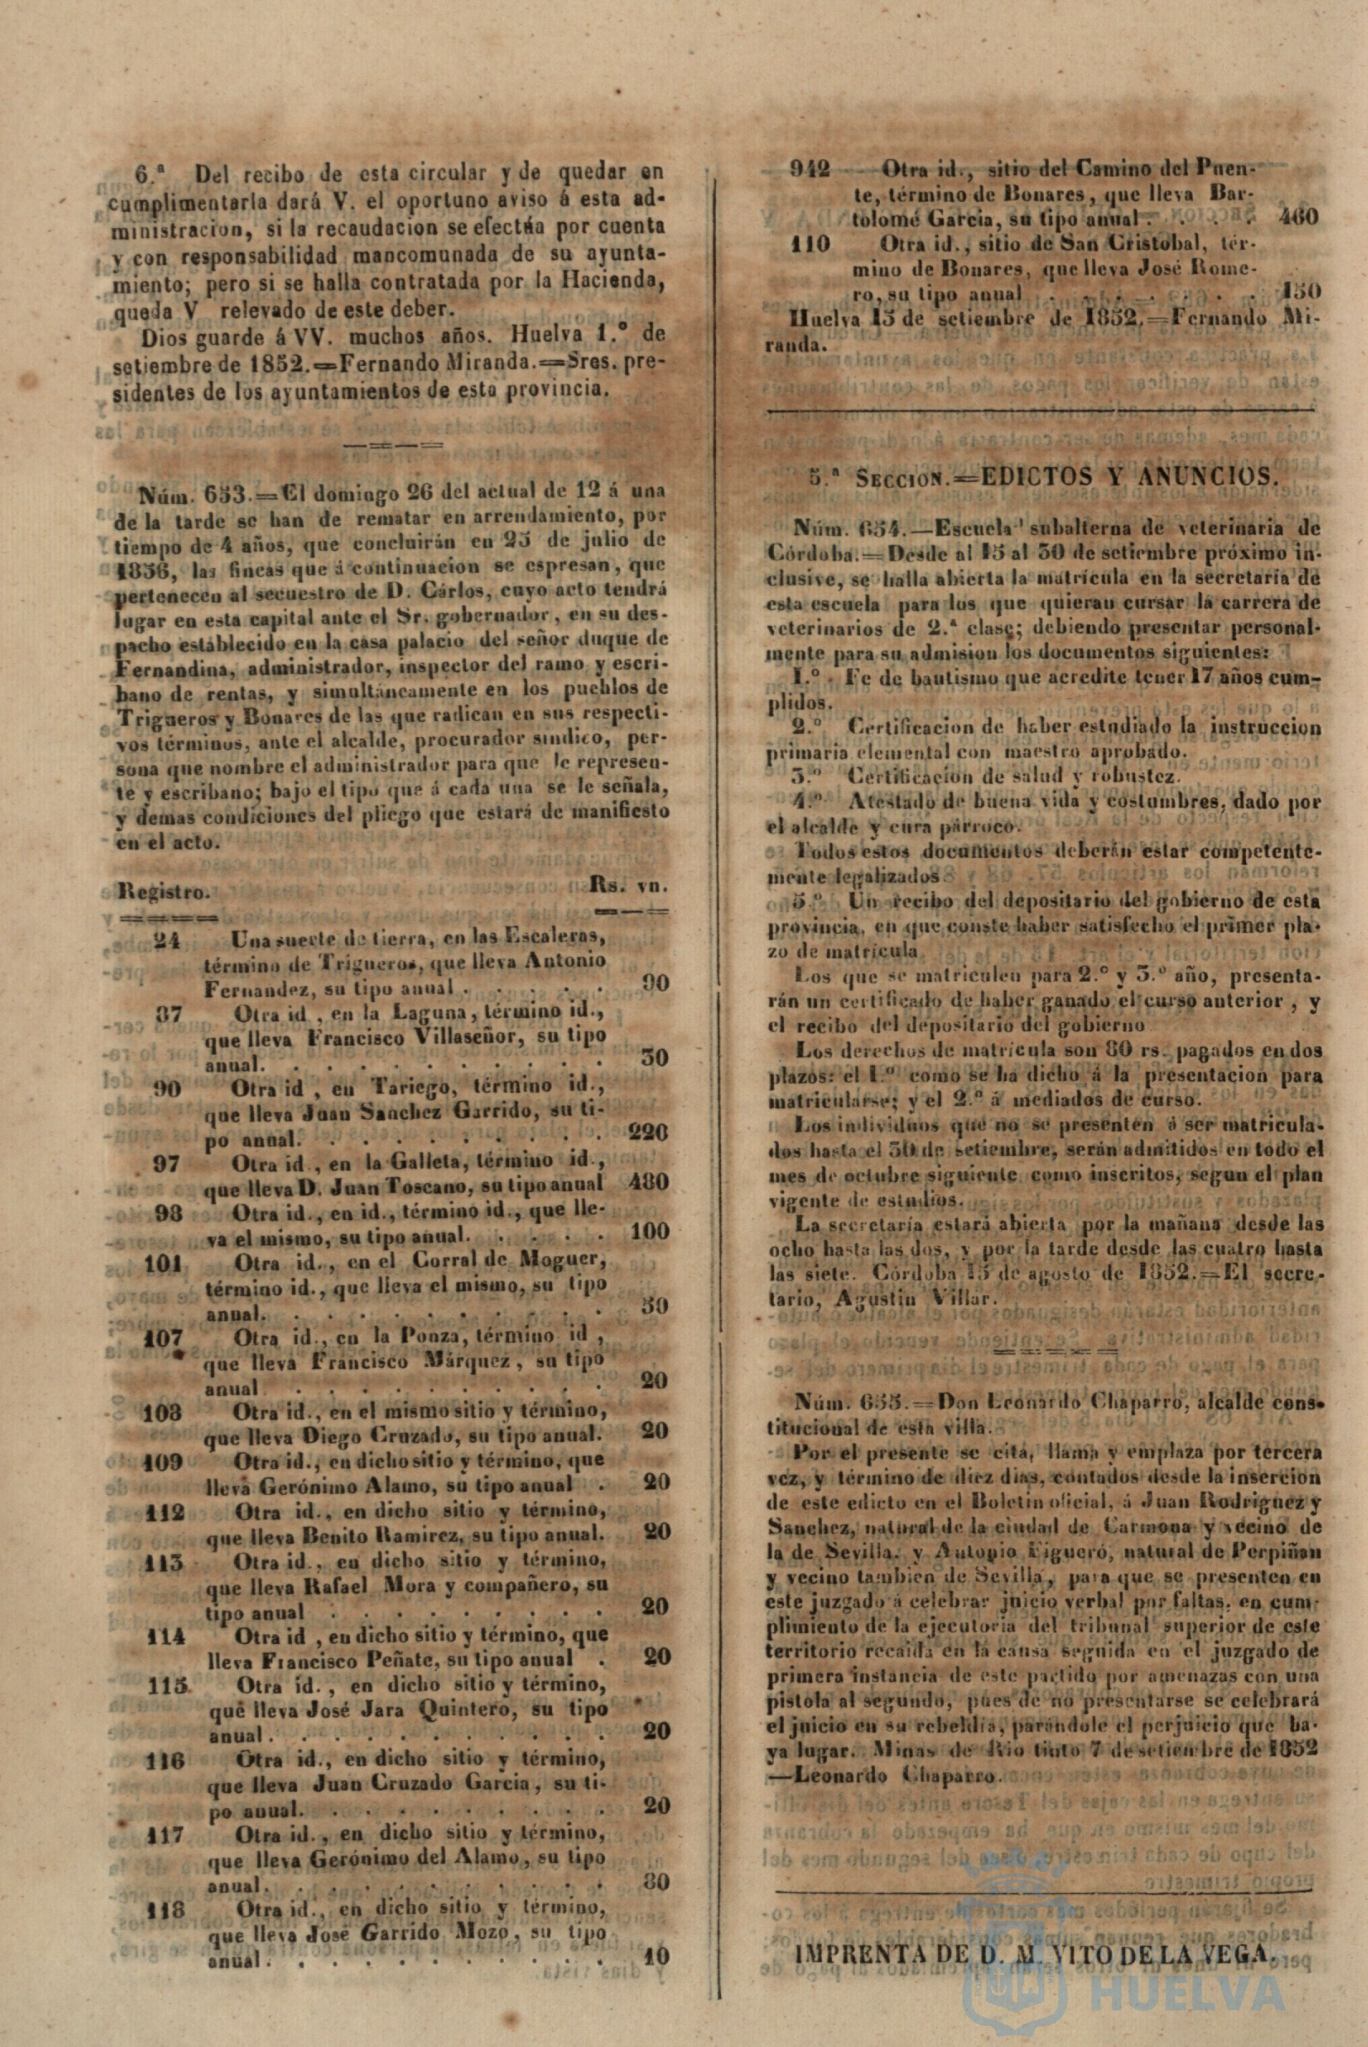 6.ª Del recibo de esta circular y de quedar en
cumplimentarla dará V. el oportuno aviso á esta ad-
ministracion, si la recaudacion se efectúa por cuenta
y con responsabilidad mancomunada de su ayunta-
miento; pero si se halla contratada por la Hacienda,
queda V relevado de este deber.
Dios guarde á VV. muchos años. Huelva 1.º de
setiembre de 1852.=Fernando Miranda.=Sres. pre-
sidentes de los ayuntamientos de esta provincia.
Núm. 653.=El domingo 26 del actual de 12 á una
de la tarde se han de rematar en arrendamiento, por
tiempo de 4 años, que concluirán en 25 de julio de
1856, las fincas que á continuacion se espresan, que
pertenecen al secuestro de D. Cárlos, cuyo acto tendrá
lugar en esta capital ante el Sr. gobernador, en su des-
pacho establecido en la casa palacio del señor duque de
Fernandina, administrador, inspector del ramo y escri-
bano de rentas, y simultáneamente en los pueblos de
Trigueros y Bonares de las que radican en sus respecti-
vos términos, ante el alcalde, procurador síndico, per-
sona que nombre el administrador para que le represen-
te y escribano; bajo el tipo que á cada una se le señala,
y demas condiciones del pliego que estará de manifiesto
en el acto.
Registro. Rs. vn.
24 Una suerte de tierra, en las Escaleras,
término de Trigueros, que lleva Antonio
Fernandez, su tipo anual . . . . . 90
87 Otra id , en la Laguna, término id.,
que lleva Francisco Villaseñor, su tipo
anual. . . . . . . . . . . 50
90 Otra id , en Tariego, término id.,
que lleva Juan Sanchez Garrido, su ti-
po anual. . . . . . . . . . 220
97 Otra id., en la Galleta, término id.,
que lleva D. Juan Toscano, su tipo anual 480
98 Otra id., en id., término id., que lle-
va el mismo, su tipo anual. . . . . 100
101 Otra id., en el Corral de Moguer,
término id., que lleva el mismo, su tipo
anual. . . . . . . . . . . 50
107 Otra id., en la Ponza, término id ,
que lleva Francisco Márquez, su tipo
anual . . . . . . . . . . 20
108 Otra id., en el mismo sitio y término,
que lleva Diego Cruzado, su tipo anual. 20
109 Otra id., en dicho sitio y término, que
lleva Gerónimo Alamo, su tipo anual . 20
112 Otra id., en dicho sitio y término,
que lleva Benito Ramirez, su tipo anual. 20
113 Otra id., en dicho sitio y término,
que lleva Rafael Mora y compañero, su
tipo anual . . . . . . . . . 20
114 Otra id , en dicho sitio y término, que
lleva Francisco Peñate, su tipo anual . 20
115 Otra id., en dicho sitio y término,
que lleva José Jara Quintero, su tipo
anual. . . . . . . . . . . 20
116 Otra id., en dicho sitio y término,
que lleva Juan Cruzado Garcia, su ti-
po anual. . . . . . . . . . 20
117 Otra id., en dicho sitio y término,
que lleva Gerónimo del Alamo, su tipo
anual. . . . . . . . . . . 80
118 Otra id., en dicho sitio y término,
que lleva José Garrido Mozo, su tipo
anual. . . . . . . . . . . 10
942 Otra id., sitio del Camino del Puen-
te, término de Bonares, que lleva Bar-
tolomé Garcia, su tipo anual . . . . 460
110 Otra id., sitio de San Cristobal, tér-
mino de Bonares, que lleva José Rome-
ro, su tipo anual . . . . . . . 150
Huelva 15 de setiembre de 1852.=Fernando Mi-
randa.
5.ª SECCION.=EDICTOS Y ANUNCIOS.
Núm. 654.—Escuela subalterna de veterinaria de
Córdoba.=Desde al 15 al 30 de setiembre próximo in-
clusive, se halla abierta la matrícula en la secretaría de
esta escuela para los que quieran cursar la carrera de
veterinarios de 2.ª clase; debiendo presentar personal-
mente para su admision los documentos siguientes:
1.º Fe de bautismo que acredite tener 17 años cum-
plidos.
2.º Certificacion de haber estudiado la instruccion
primaria elemental con maestro aprobado.
3.º Certificacion de salud y robustez.
4.º Atestado de buena vida y costumbres, dado por
el alcalde y cura párroco.
Todos estos documentos deberán estar competente-
mente legalizados.
5.º Un recibo del depositario del gobierno de esta
provincia, en que conste haber satisfecho el primer pla-
zo de matrícula
Los que se matriculen para 2.º y 3.º año, presenta-
rán un certificado de haber ganado el curso anterior , y
el recibo del depositario del gobierno
Los derechos de matrícula son 80 rs. pagados en dos
plazos: el 1.º como se ha dicho á la presentacion para
matricularse; y el 2.º á mediados de curso.
Los individuos que no se presenten á ser matricula-
dos hasta el 30 de setiembre, serán admitidos en todo el
mes de octubre siguiente como inscritos, segun el plan
vigente de estudios.
La secretaría estará abierta por la mañana desde las
ocho hasta las dos, y por la tarde desde las cuatro hasta
las siete. Córdoba 15 de agosto de 1852.=El secre-
tario, Agustin Villar.
Núm. 655.=Don Leonardo Chaparro, alcalde cons-
titucional de esta villa.
Por el presente se cita, llama y emplaza por tercera
vez, y término de diez dias, contados desde la insercion
de este edicto en el Boletin oficial, á Juan Rodriguez y
Sanchez, natural de la ciudad de Carmona y vecino de
la de Sevilla. y Antonio Figueró, natural de Perpiñan
y vecino tambien de Sevilla, para que se presenten en
este juzgado á celebrar juicio verbal por faltas, en cum-
plimiento de la ejecutoria del tribunal superior de este
territorio recaida en la causa seguida en el juzgado de
primera instancia de este partido por amenazas con una
pistola al segundo, pues de no presentarse se celebrará
el juicio en su rebeldía, parándole el perjuicio que ha-
ya lugar. Minas de Rio tinto 7 de setiembre de 1852
—Leonardo Chaparro.
IMPRENTA DE D. M. VITO DE LA VEGA.
HUELVA